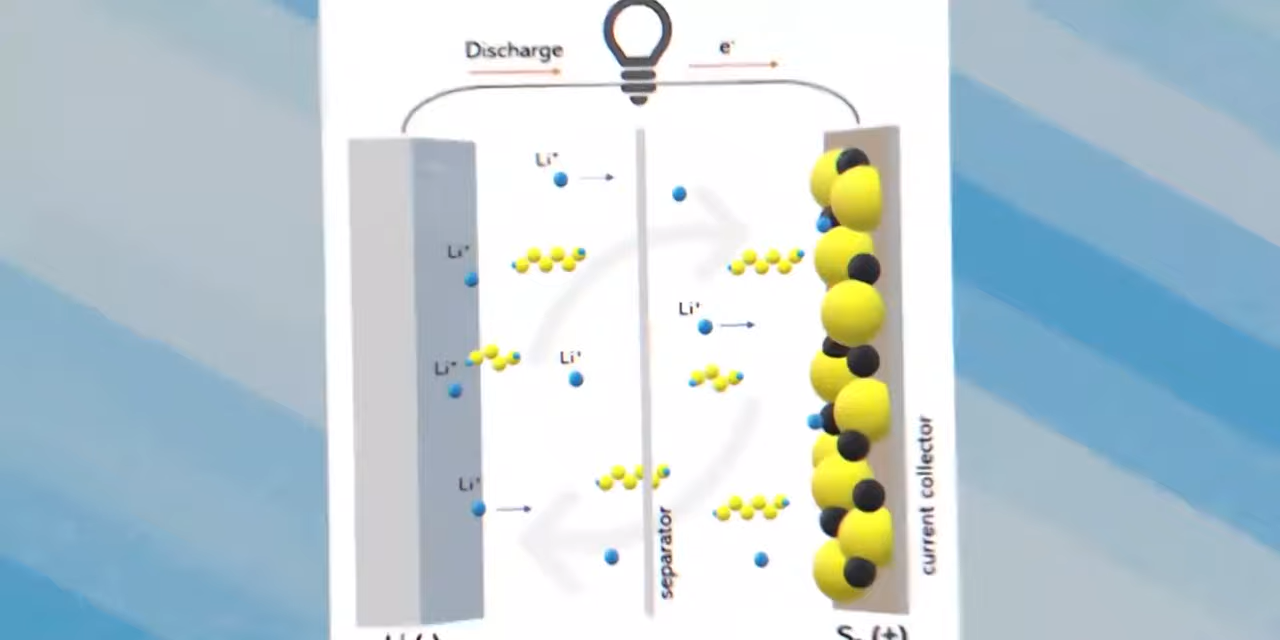 Discharge
e⁻
Li⁺
Li⁺
Li⁺
Li⁺
Li⁺
Li⁺
separator
current collector
(+)